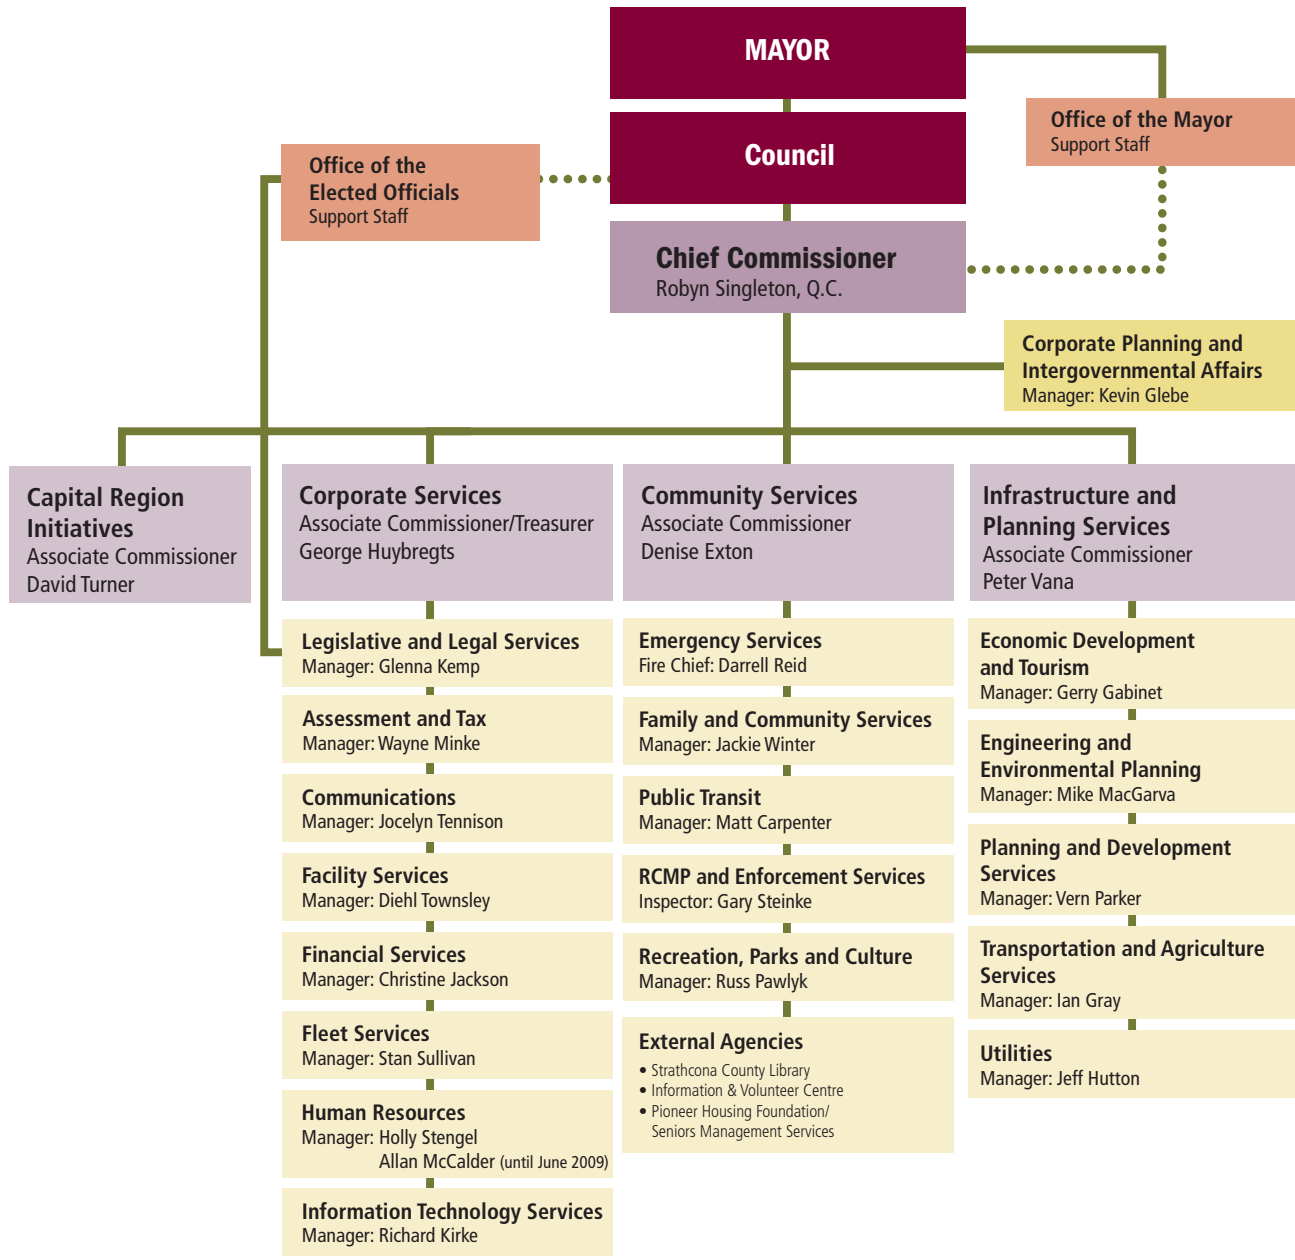 MAYOR
Office of the Mayor
Support Staff
Council
Office of the
Elected Officials
Support Staff
Chief Commissioner
Robyn Singleton, Q.C.
Corporate Planning and
Intergovernmental Affairs
Manager: Kevin Glebe
Capital Region
Initiatives
Associate Commissioner
David Turner
Corporate Services
Associate Commissioner/Treasurer
George Huybregts
Legislative and Legal Services
Manager: Glenna Kemp
Assessment and Tax
Manager: Wayne Minke
Communications
Manager: Jocelyn Tennison
Facility Services
Manager: Diehl Townsley
Financial Services
Manager: Christine Jackson
Fleet Services
Manager: Stan Sullivan
Human Resources
Manager: Holly Stengel
Allan McCalder (until June 2009)
Information Technology Services
Manager: Richard Kirke
Community Services
Associate Commissioner
Denise Exton
Emergency Services
Fire Chief: Darrell Reid
Family and Community Services
Manager: Jackie Winter
Public Transit
Manager: Matt Carpenter
RCMP and Enforcement Services
Inspector: Gary Steinke
Recreation, Parks and Culture
Manager: Russ Pawlyk
External Agencies
• Strathcona County Library
• Information & Volunteer Centre
• Pioneer Housing Foundation/
Seniors Management Services
Infrastructure and
Planning Services
Associate Commissioner
Peter Vana
Economic Development
and Tourism
Manager: Gerry Gabinet
Engineering and
Environmental Planning
Manager: Mike MacGarva
Planning and Development
Services
Manager: Vern Parker
Transportation and Agriculture
Services
Manager: Ian Gray
Utilities
Manager: Jeff Hutton